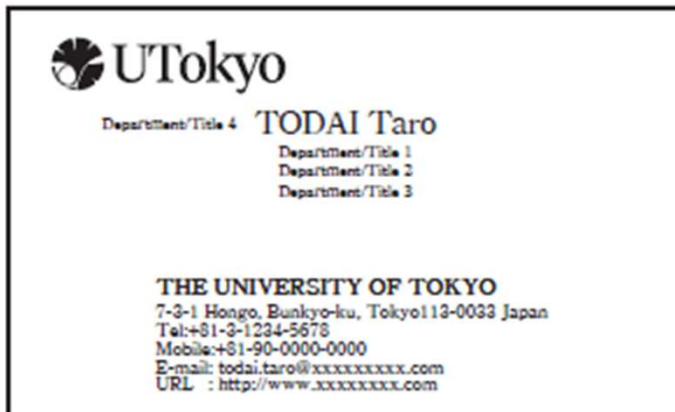 UTokyo
Department/Title 4 TODAI Taro
Department/Title 1
Department/Title 2
Department/Title 3
THE UNIVERSITY OF TOKYO
7-3-1 Hongo, Bunkyo-ku, Tokyo113-0033 Japan
Tel:+81-3-1234-5678
Mobile:+81-90-0000-0000
E-mail: todai.taro@xxxxxxxxx.com
URL : http://www.xxxxxxxx.com